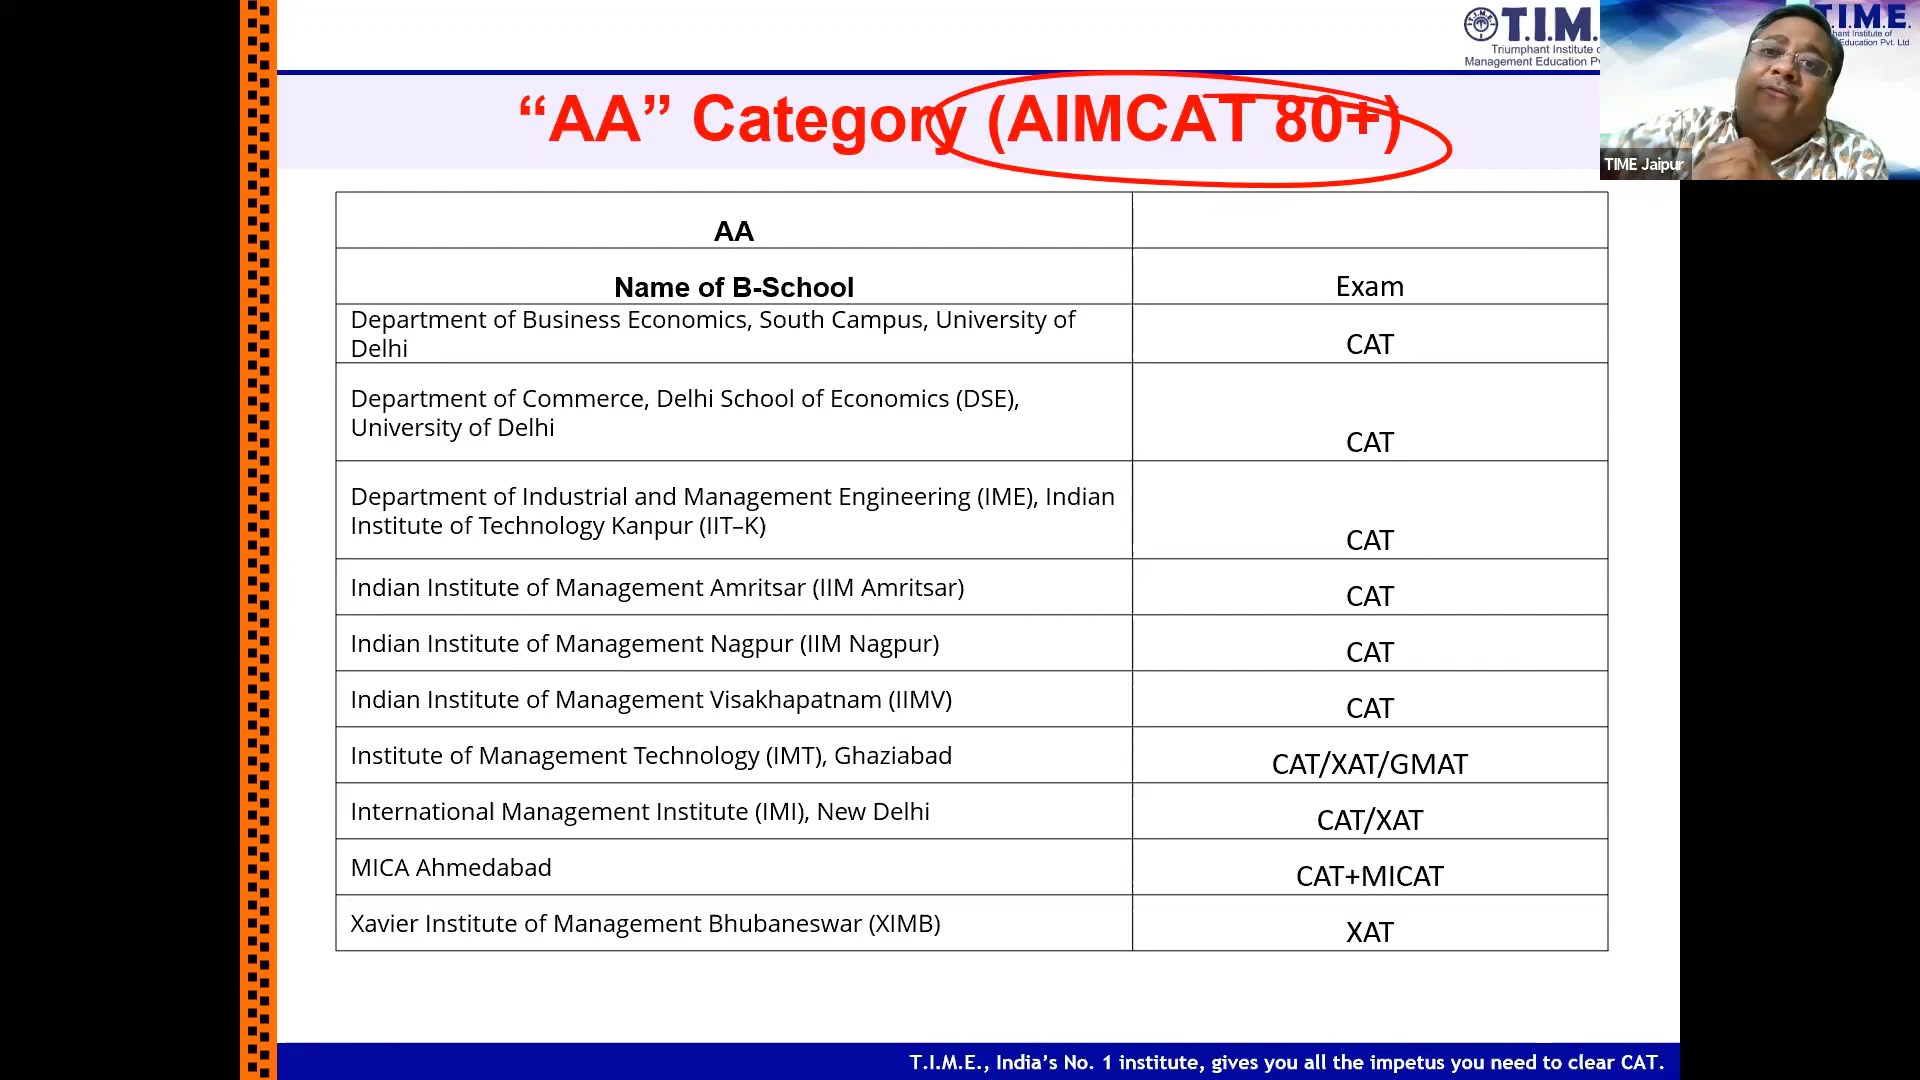 T.I.M.
Triumphant Institute
Management Education
T.I.M.E.
Institute of
Education Pvt. Ltd
TIME Jaipur
“AA” Category (AIMCAT 80+)
AA
Name of B-School Exam
Department of Business Economics, South Campus, University of
Delhi
CAT
Department of Commerce, Delhi School of Economics (DSE),
University of Delhi
CAT
Department of Industrial and Management Engineering (IME), Indian
Institute of Technology Kanpur (IIT–K)
CAT
Indian Institute of Management Amritsar (IIM Amritsar) CAT
Indian Institute of Management Nagpur (IIM Nagpur) CAT
Indian Institute of Management Visakhapatnam (IIMV) CAT
Institute of Management Technology (IMT), Ghaziabad CAT/XAT/GMAT
International Management Institute (IMI), New Delhi CAT/XAT
MICA Ahmedabad CAT+MICAT
Xavier Institute of Management Bhubaneswar (XIMB) XAT
T.I.M.E., India’s No. 1 institute, gives you all the impetus you need to clear CAT.